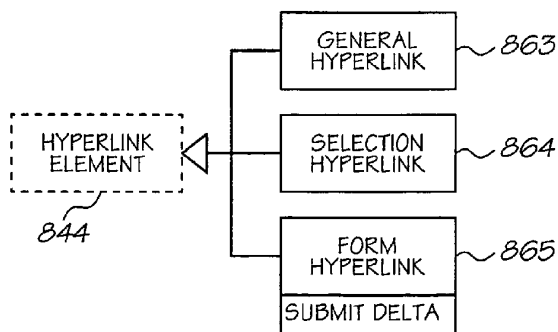 GENERAL
HYPERLINK
863
HYPERLINK
ELEMENT
844
SELECTION
HYPERLINK
864
FORM
HYPERLINK
865
SUBMIT DELTA